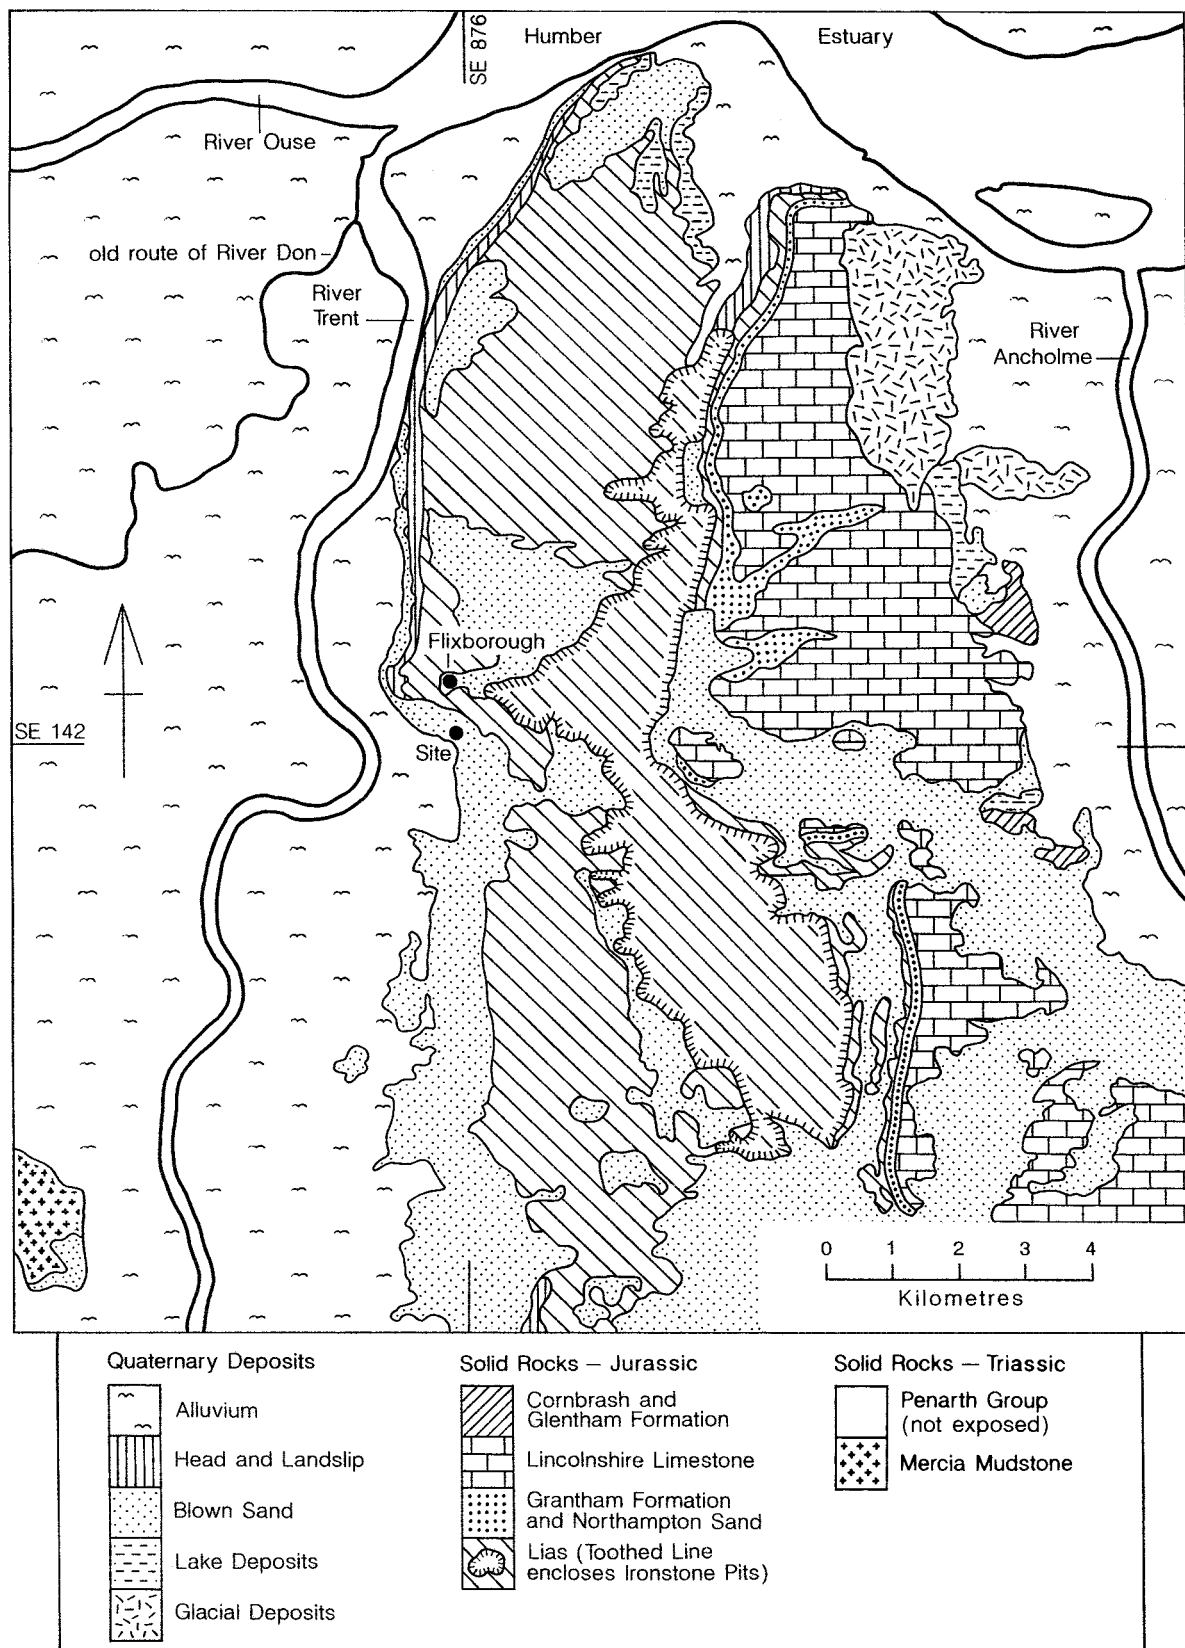 SE 876
Humber
Estuary
River Ouse
old route of River Don
River
Trent
River
Ancholme
Flixborough
SE 142
Site
0 1 2 3 4
Kilometres
Quaternary Deposits
Alluvium
Head and Landslip
Blown Sand
Lake Deposits
Glacial Deposits
Solid Rocks – Jurassic
Cornbrash and
Glentham Formation
Lincolnshire Limestone
Grantham Formation
and Northampton Sand
Lias (Toothed Line
encloses Ironstone Pits)
Solid Rocks – Triassic
Penarth Group
(not exposed)
Mercia Mudstone